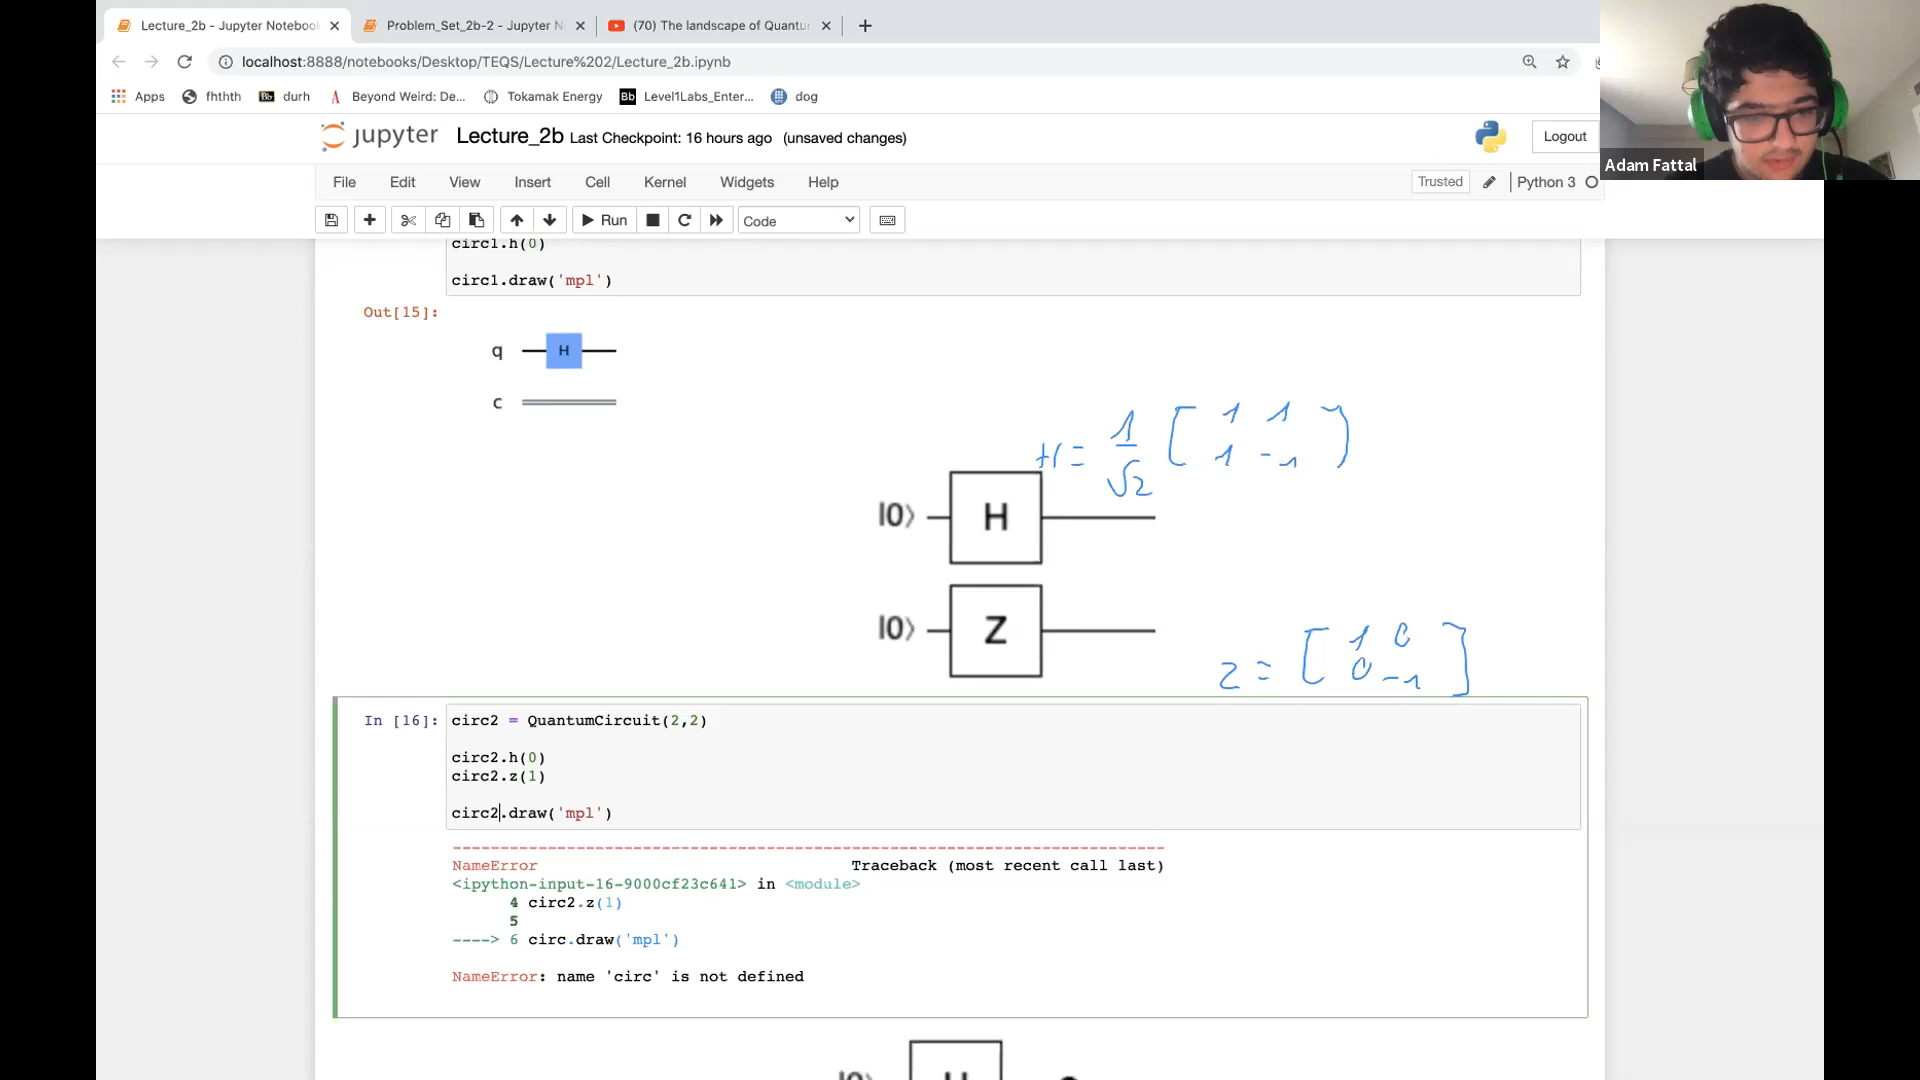 Lecture_2b - Jupyter Notebook
Problem_Set_2b-2 - Jupyter N
(70) The landscape of Quantu
localhost:8888/notebooks/Desktop/TEQS/Lecture%202/Lecture_2b.ipynb
Apps fhthth Bb durh Beyond Weird: De... Tokamak Energy Bb Level1Labs_Enter... dog
jupyter Lecture_2b Last Checkpoint: 16 hours ago (unsaved changes)
Logout
Adam Fattal
File Edit View Insert Cell Kernel Widgets Help
Trusted Python 3
Run Code
circ1.h(0)
circ1.draw('mpl')
Out[15]:
q H
c
H = 1/√2 [ 1 1
1 -1 ]
|0⟩ H
|0⟩ Z
Z = [ 1 0
0 -1 ]
In [16]: circ2 = QuantumCircuit(2,2)
circ2.h(0)
circ2.z(1)
circ2.draw('mpl')
---------------------------------------------------------------------------
NameError Traceback (most recent call last)
<ipython-input-16-9000cf23c641> in <module>
4 circ2.z(1)
5
----> 6 circ.draw('mpl')
NameError: name 'circ' is not defined